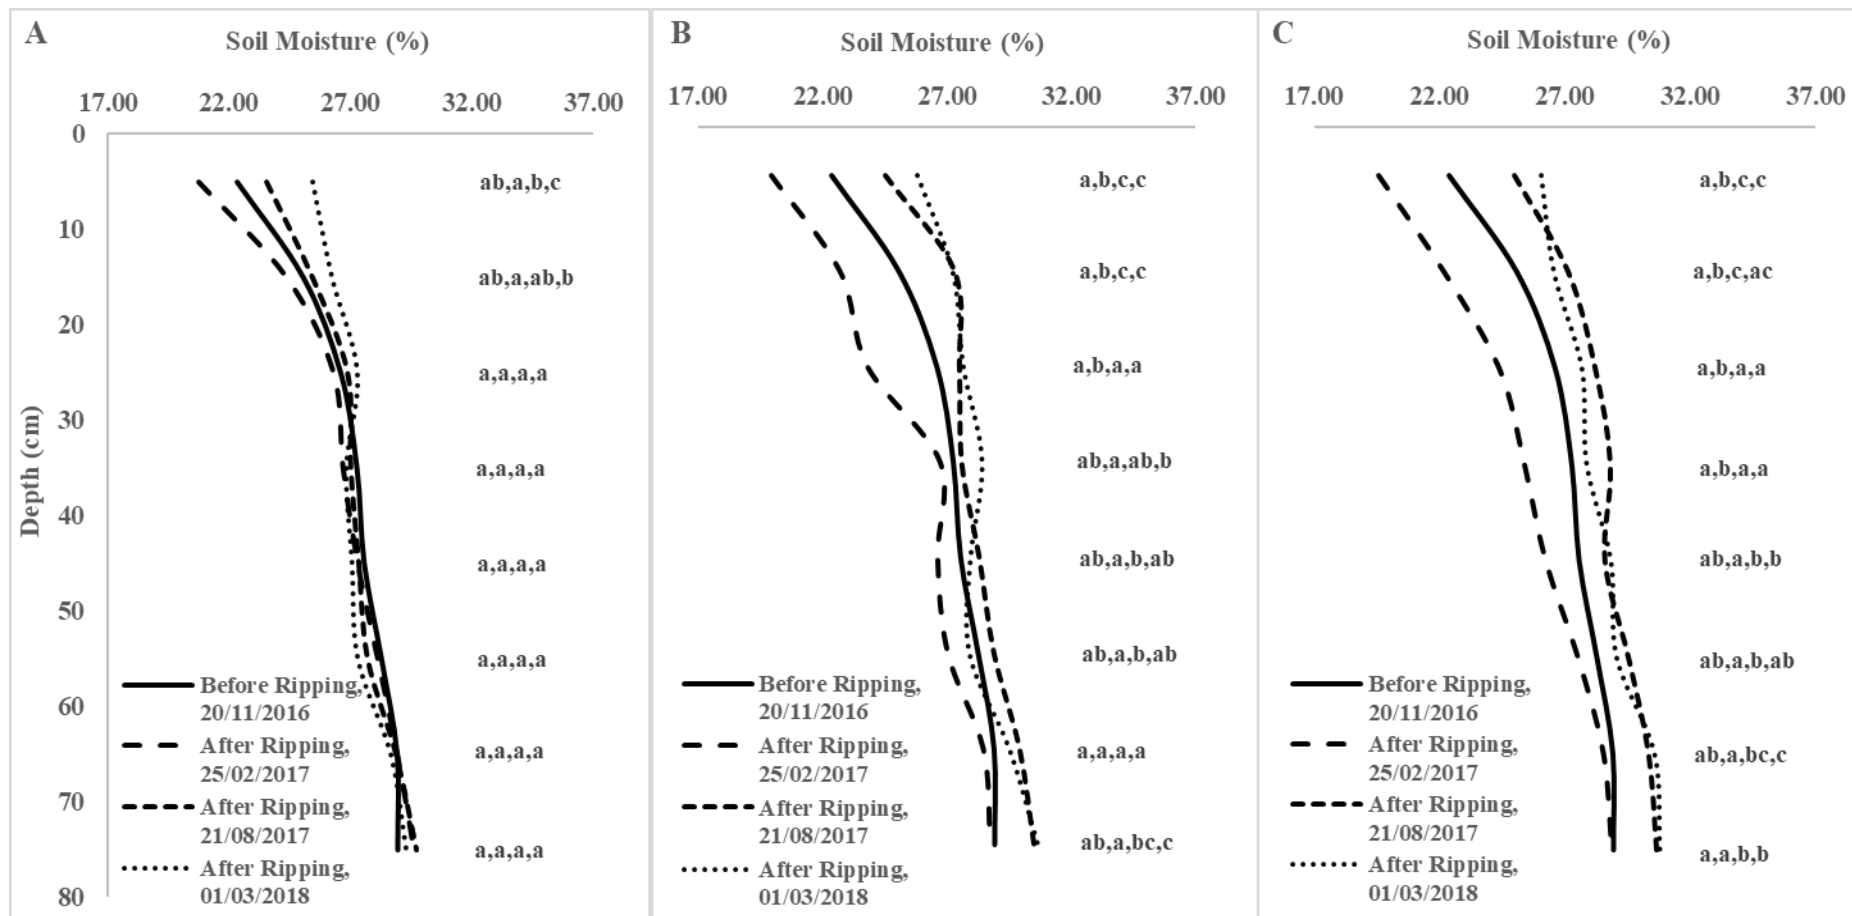 A
Soil Moisture (%)
17.00 22.00 27.00 32.00 37.00
Depth (cm)
0
10
20
30
40
50
60
70
80
ab,a,b,c
ab,a,ab,b
a,a,a,a
a,a,a,a
a,a,a,a
a,a,a,a
a,a,a,a
a,a,a,a
Before Ripping,
20/11/2016
After Ripping,
25/02/2017
After Ripping,
21/08/2017
After Ripping,
01/03/2018
B
Soil Moisture (%)
17.00 22.00 27.00 32.00 37.00
a,b,c,c
a,b,c,c
a,b,a,a
ab,a,ab,b
ab,a,b,ab
ab,a,b,ab
a,a,a,a
ab,a,bc,c
Before Ripping,
20/11/2016
After Ripping,
25/02/2017
After Ripping,
21/08/2017
After Ripping,
01/03/2018
C
Soil Moisture (%)
17.00 22.00 27.00 32.00 37.00
a,b,c,c
a,b,c,ac
a,b,a,a
a,b,a,a
ab,a,b,b
ab,a,b,ab
ab,a,bc,c
a,a,b,b
Before Ripping,
20/11/2016
After Ripping,
25/02/2017
After Ripping,
21/08/2017
After Ripping,
01/03/2018